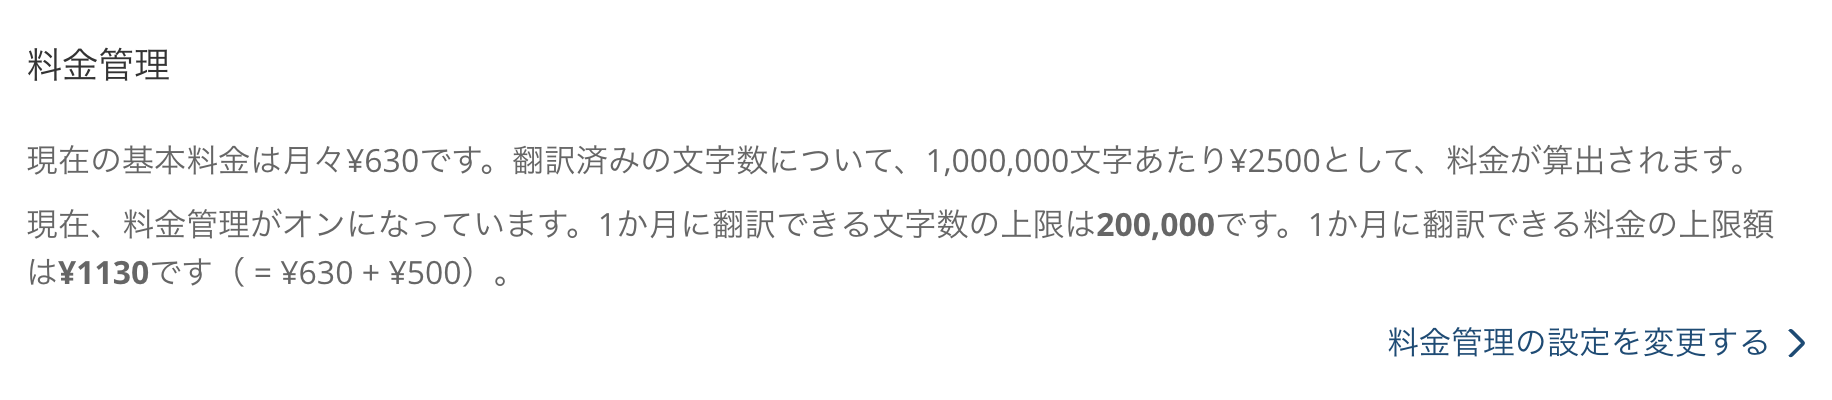 料金管理
現在の基本料金は月々¥630です。翻訳済みの文字数について、1,000,000文字あたり¥2500として、料金が算出されます。
現在、料金管理がオンになっています。1か月に翻訳できる文字数の上限は200,000です。1か月に翻訳できる料金の上限額
は¥1130です（ = ¥630 + ¥500）。
料金管理の設定を変更する